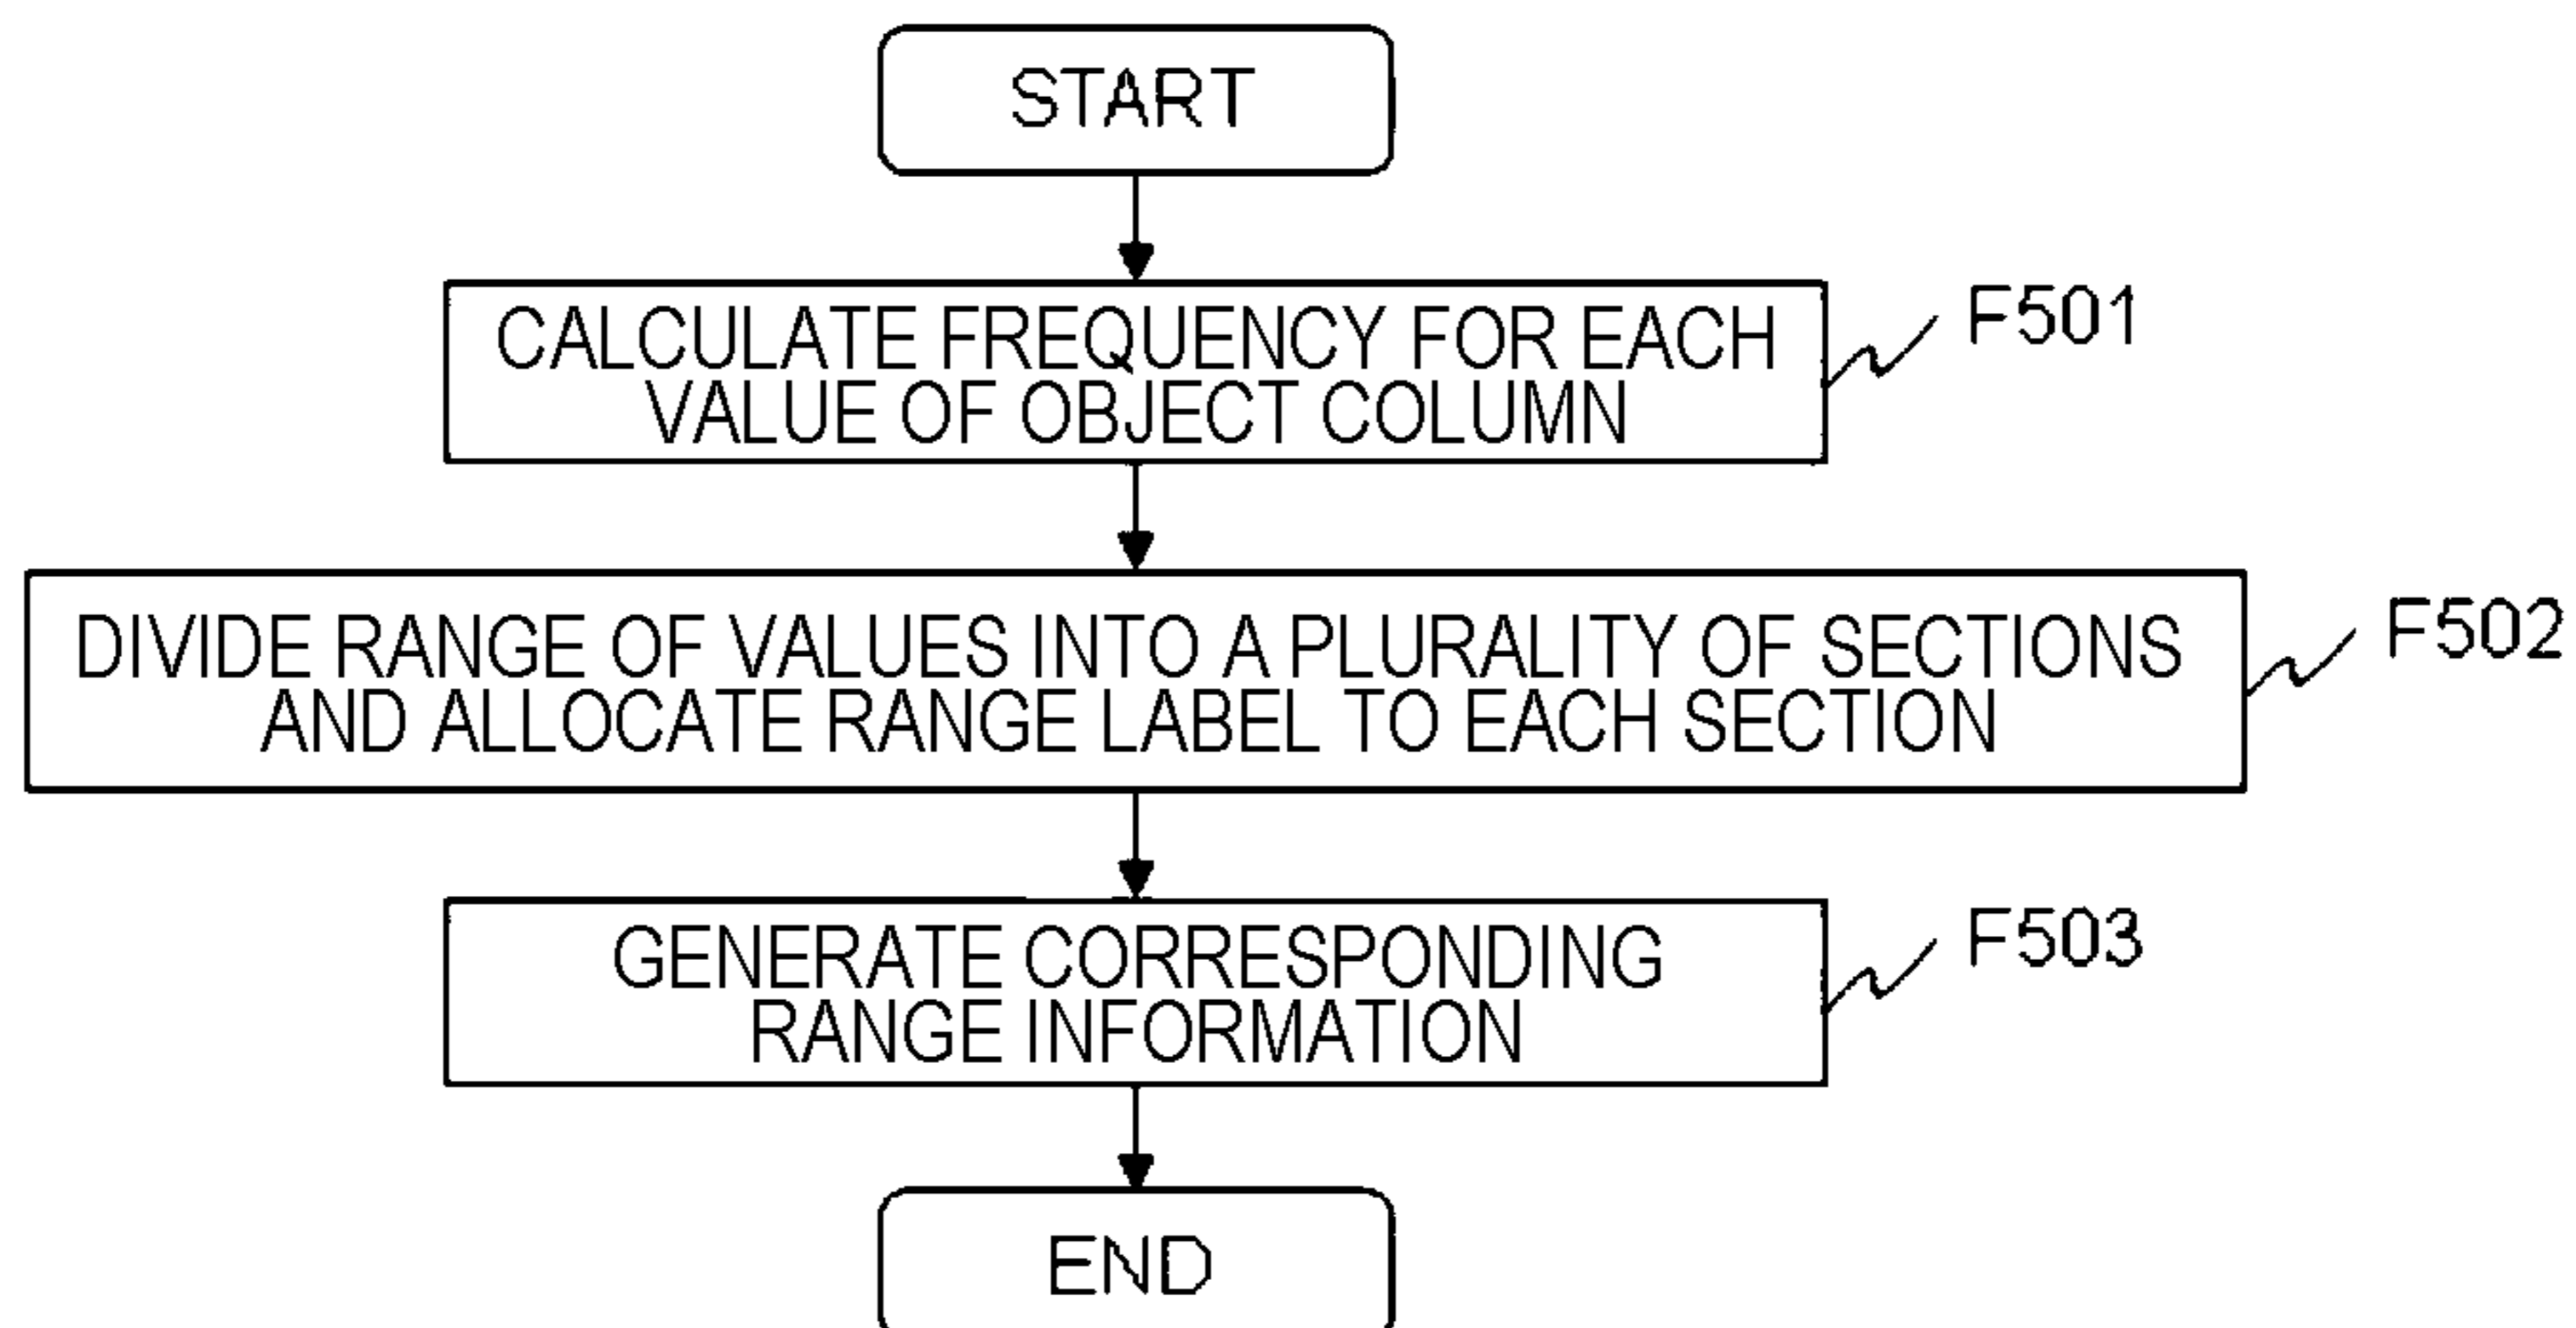 START
CALCULATE FREQUENCY FOR EACH
VALUE OF OBJECT COLUMN
F501
DIVIDE RANGE OF VALUES INTO A PLURALITY OF SECTIONS
AND ALLOCATE RANGE LABEL TO EACH SECTION
F502
GENERATE CORRESPONDING
RANGE INFORMATION
F503
END